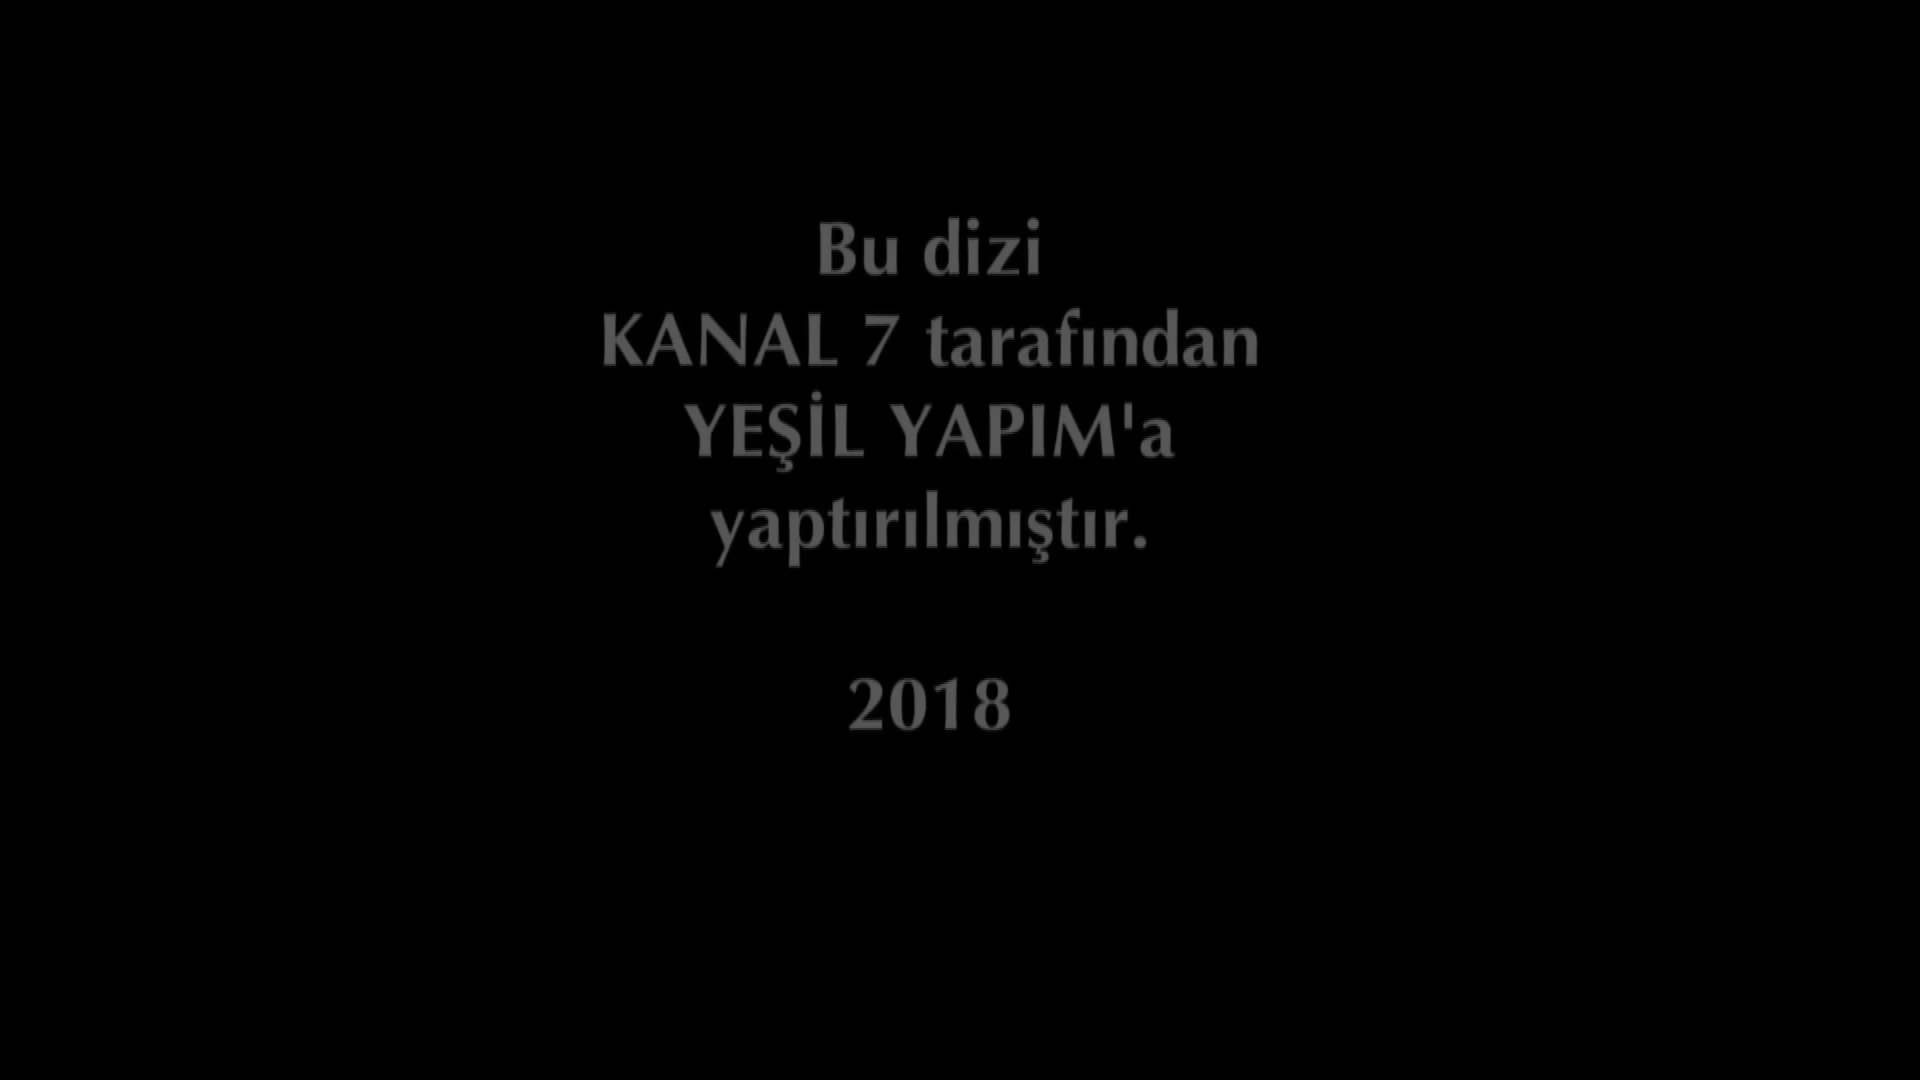 Bu dizi
KANAL 7 tarafından
YEŞİL YAPIM'a
yaptırılmıştır.
2018